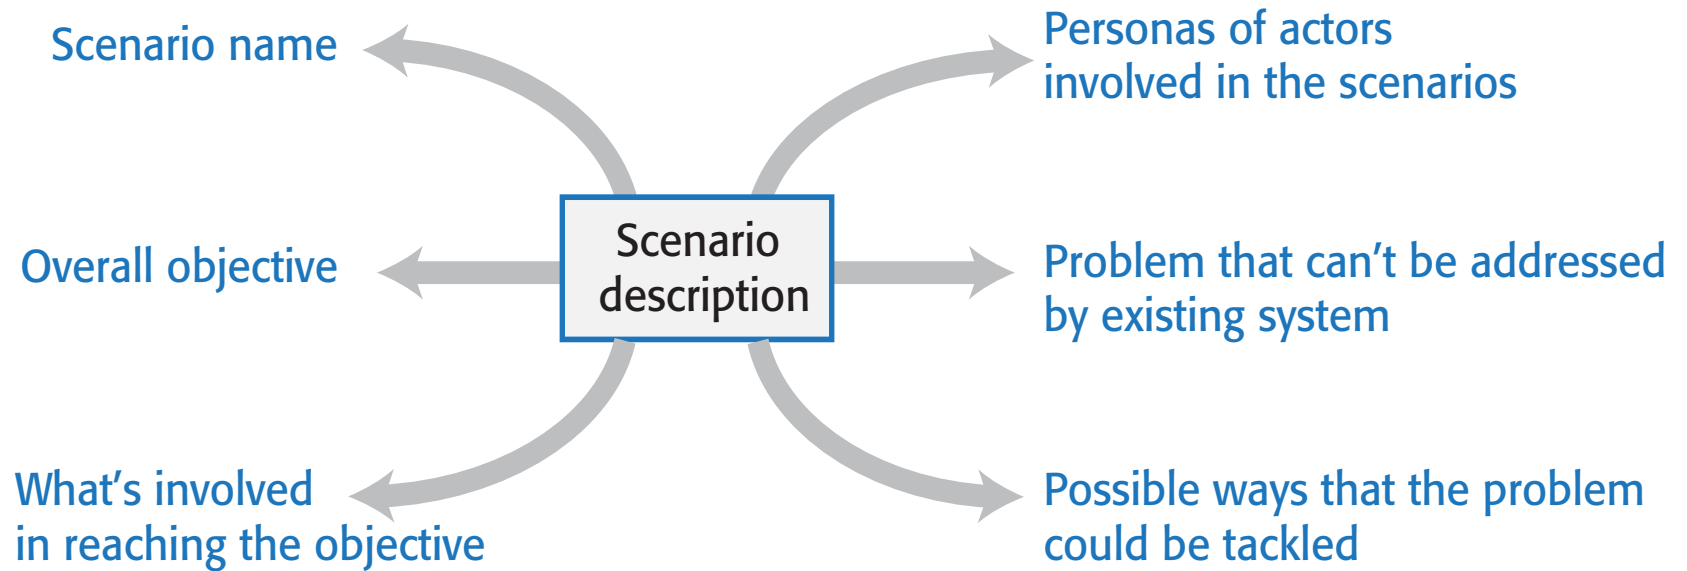 Scenario name
Personas of actors
involved in the scenarios
Overall objective
Scenario
description
Problem that can’t be addressed
by existing system
What’s involved
in reaching the objective
Possible ways that the problem
could be tackled